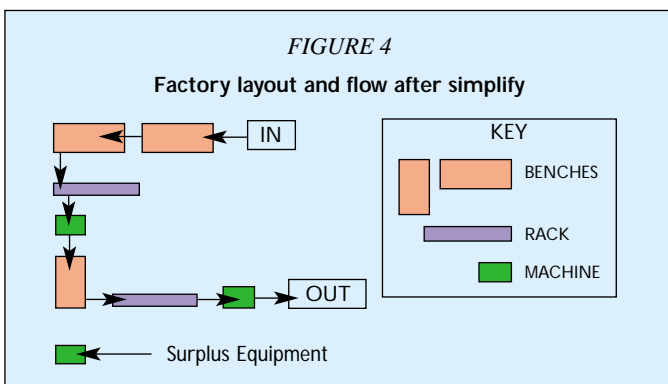 FIGURE 4
Factory layout and flow after simplify
IN
OUT
Surplus Equipment
KEY
BENCHES
RACK
MACHINE